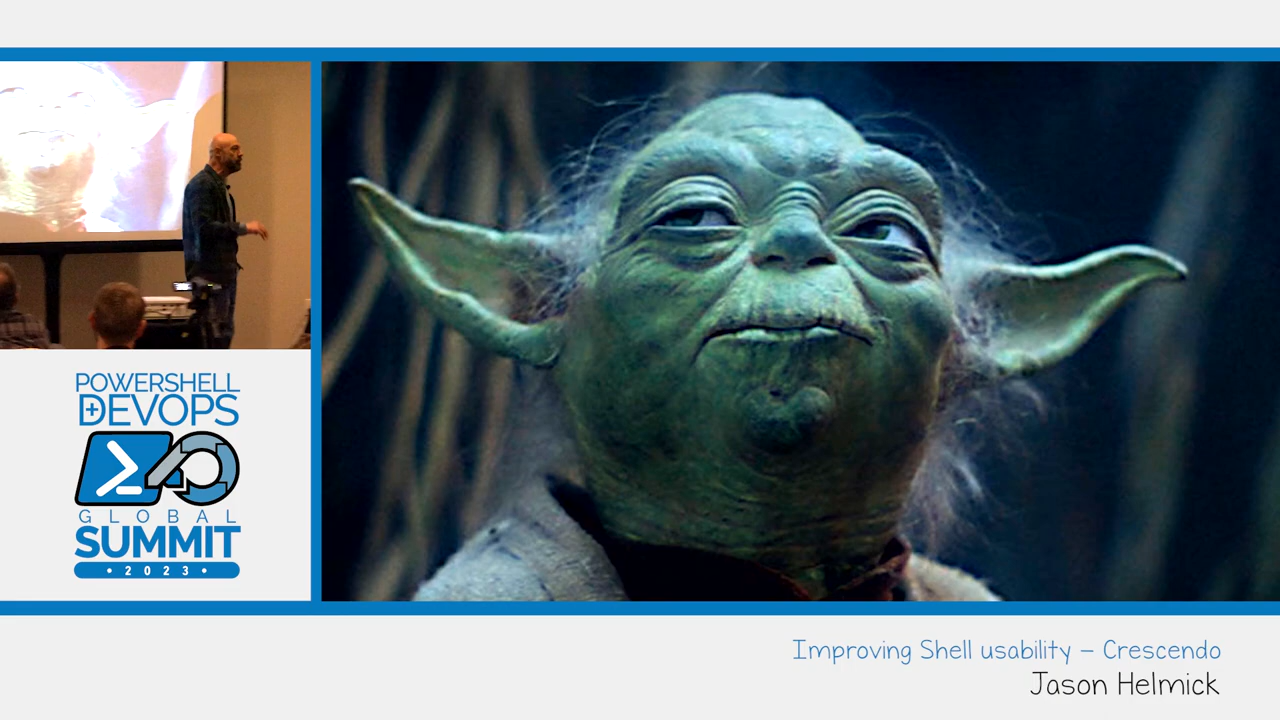 POWERSHELL
+DEVOPS
GLOBAL
SUMMIT
• 2023 •
Improving Shell usability – Crescendo
Jason Helmick